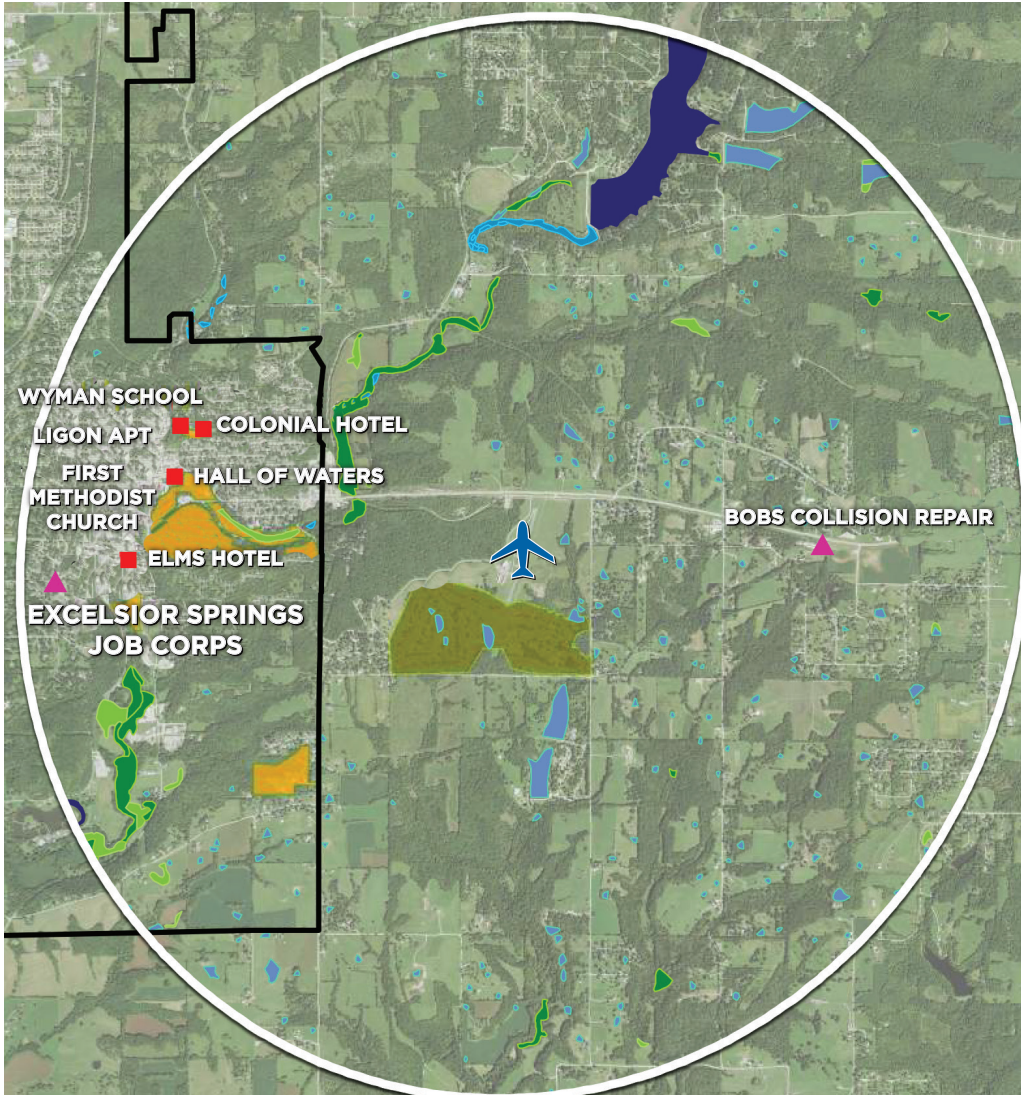 WYMAN SCHOOL
COLONIAL HOTEL
LIGON APT
FIRST
METHODIST
CHURCH
HALL OF WATERS
BOBS COLLISION REPAIR
ELMS HOTEL
EXCELSIOR SPRINGS
JOB CORPS